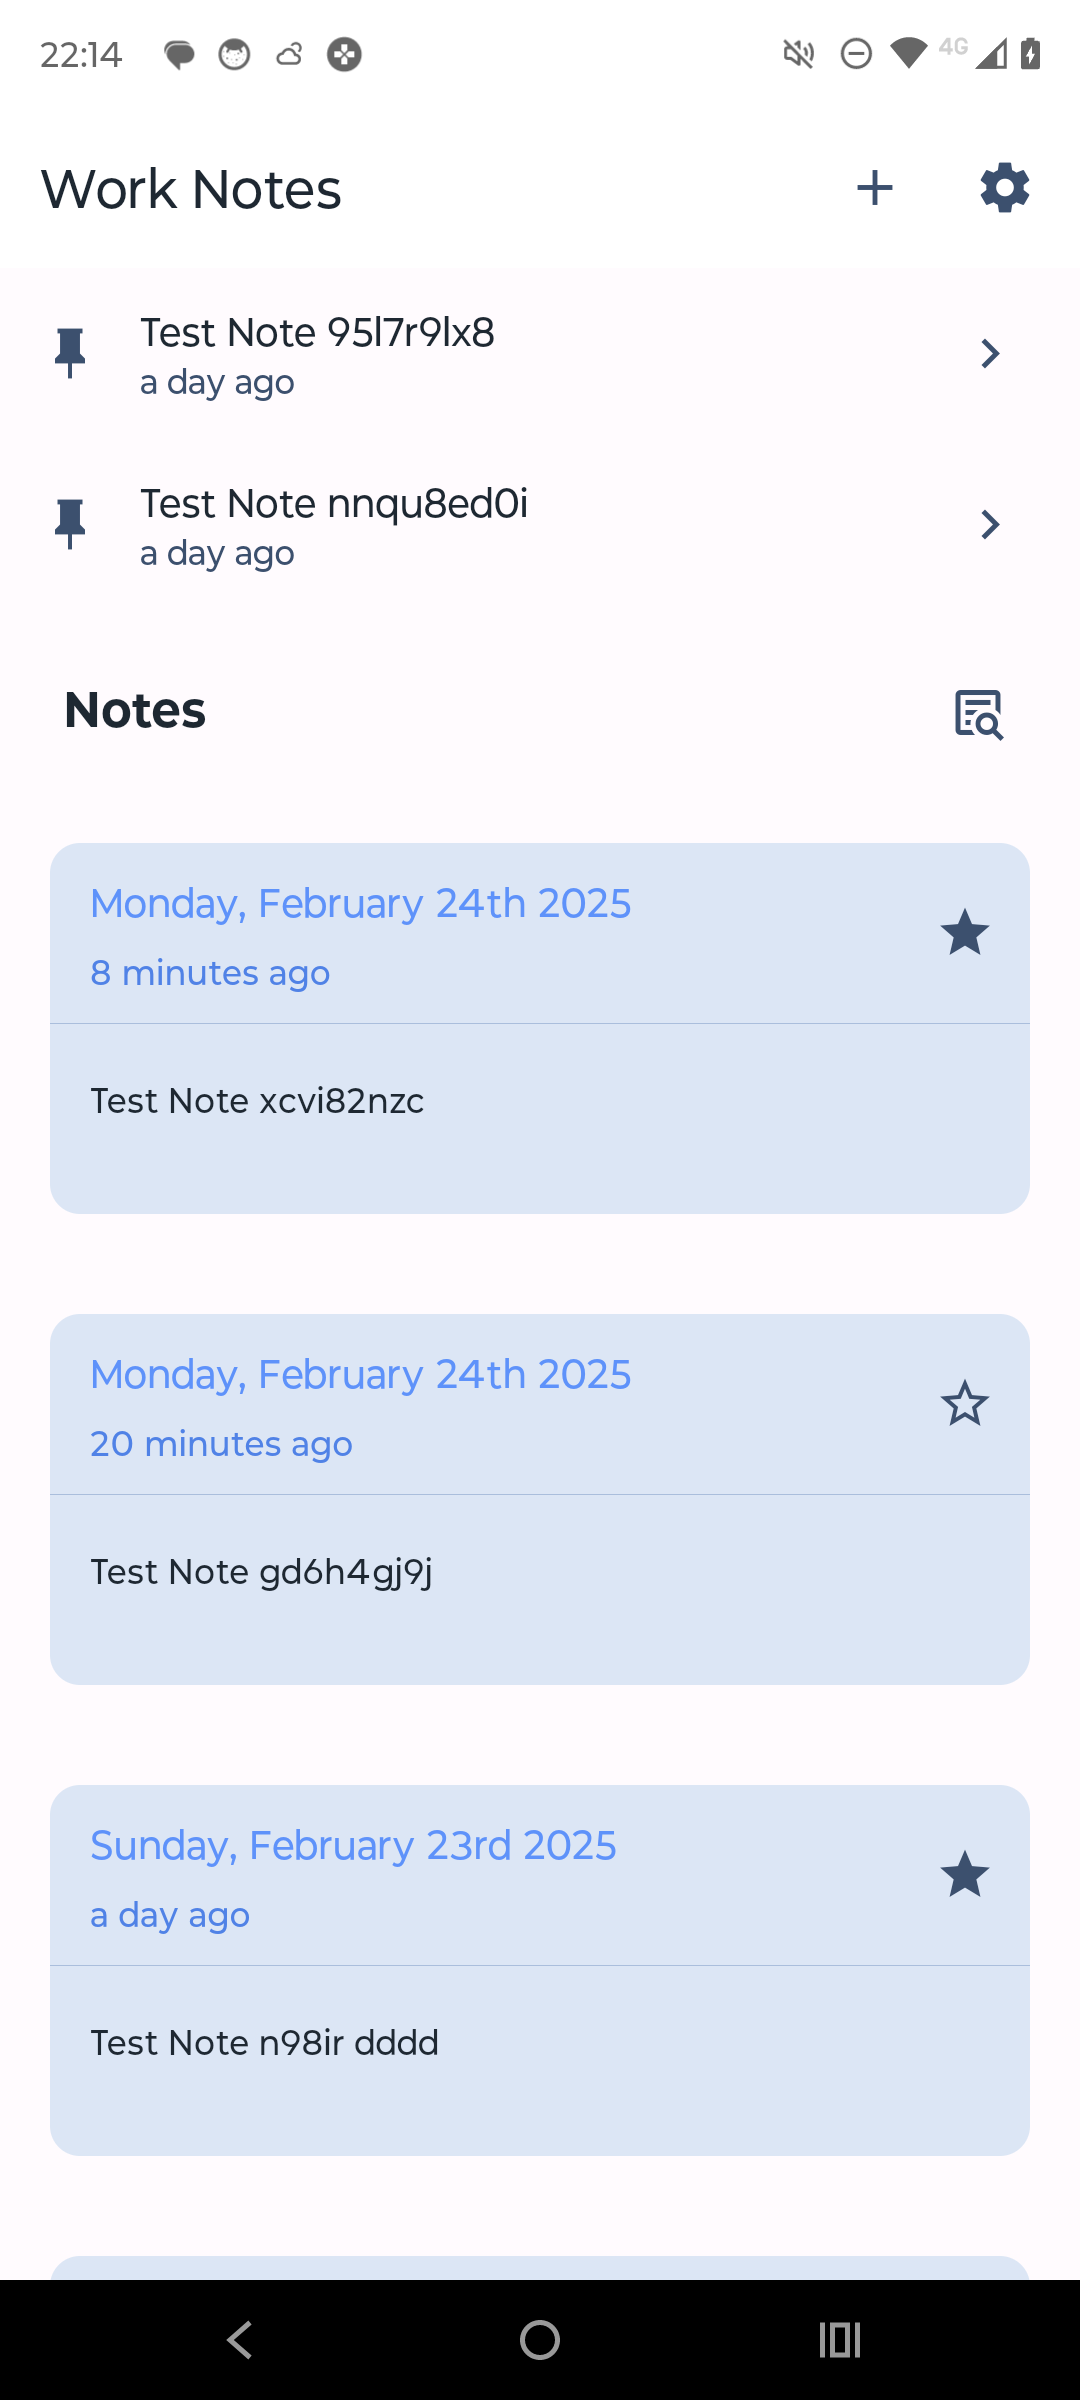 22:14
4G
Work Notes
Test Note 95l7r9lx8
a day ago
Test Note nnqu8ed0i
a day ago
Notes
Monday, February 24th 2025
8 minutes ago
Test Note xcvi82nzc
Monday, February 24th 2025
20 minutes ago
Test Note gd6h4gj9j
Sunday, February 23rd 2025
a day ago
Test Note n98ir dddd